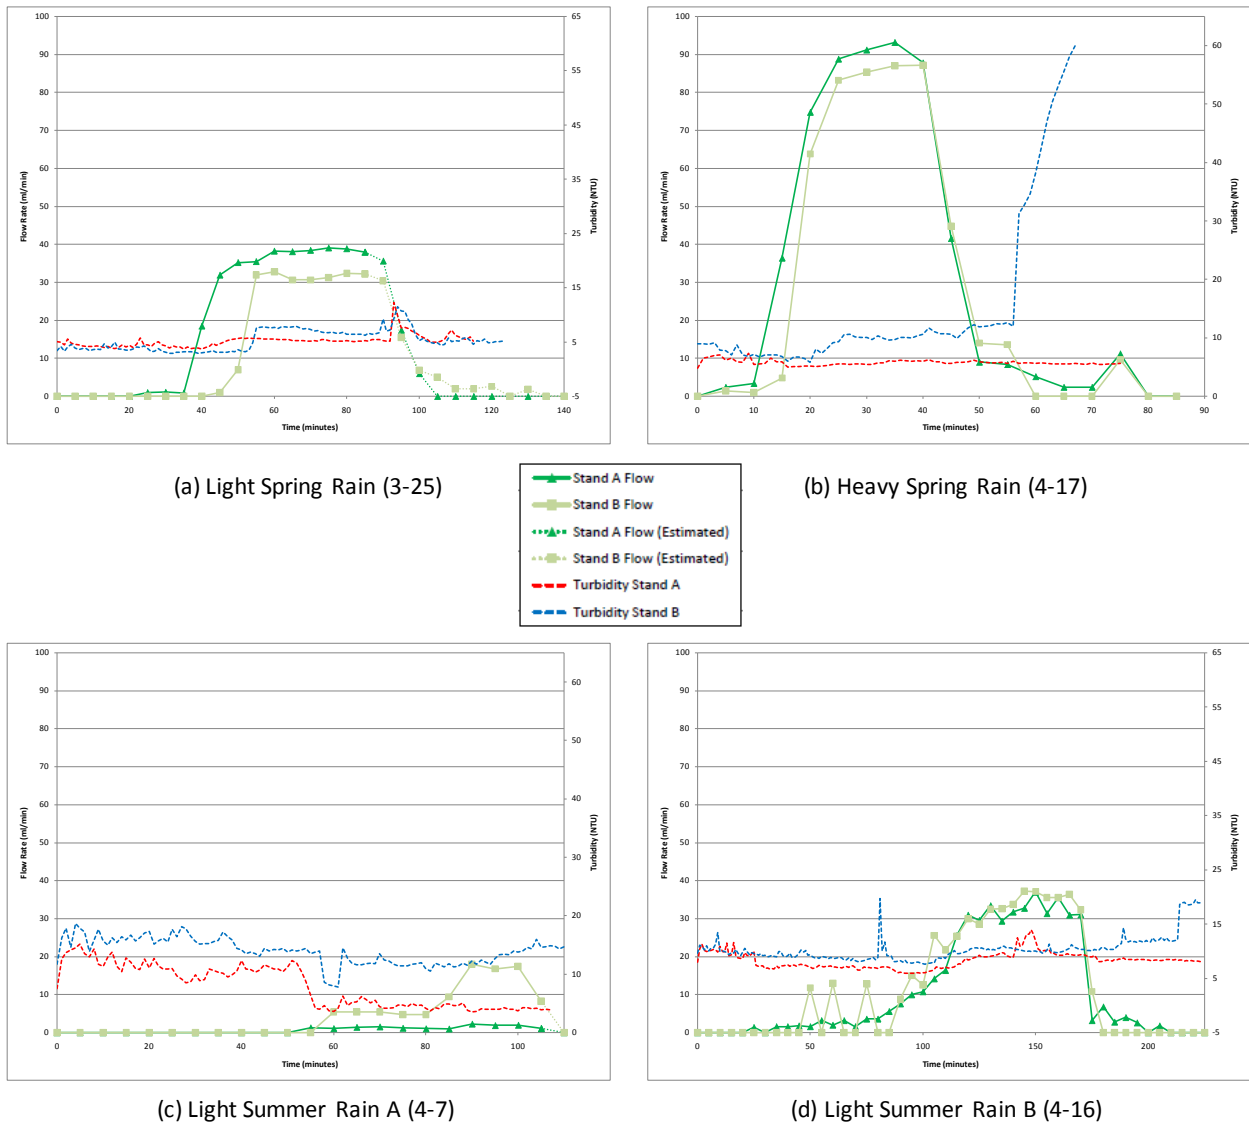 100
90
80
70
60
50
40
30
20
10
0
Flow Rate (ml/min)
65
55
45
35
25
15
5
-5
Turbidity (NTU)
0 20 40 60 80 100 120 140
Time (minutes)
(a) Light Spring Rain (3-25)
100
90
80
70
60
50
40
30
20
10
0
Flow Rate (ml/min)
60
50
40
30
20
10
0
Turbidity (NTU)
0 10 20 30 40 50 60 70 80 90
Time (minutes)
(b) Heavy Spring Rain (4-17)
Stand A Flow
Stand B Flow
Stand A Flow (Estimated)
Stand B Flow (Estimated)
Turbidity Stand A
Turbidity Stand B
100
90
80
70
60
50
40
30
20
10
0
Flow Rate (ml/min)
60
50
40
30
20
10
0
Turbidity (NTU)
0 20 40 60 80 100
Time (minutes)
(c) Light Summer Rain A (4-7)
100
90
80
70
60
50
40
30
20
10
0
Flow Rate (ml/min)
65
55
45
35
25
15
5
-5
Turbidity (NTU)
0 50 100 150 200
Time (minutes)
(d) Light Summer Rain B (4-16)